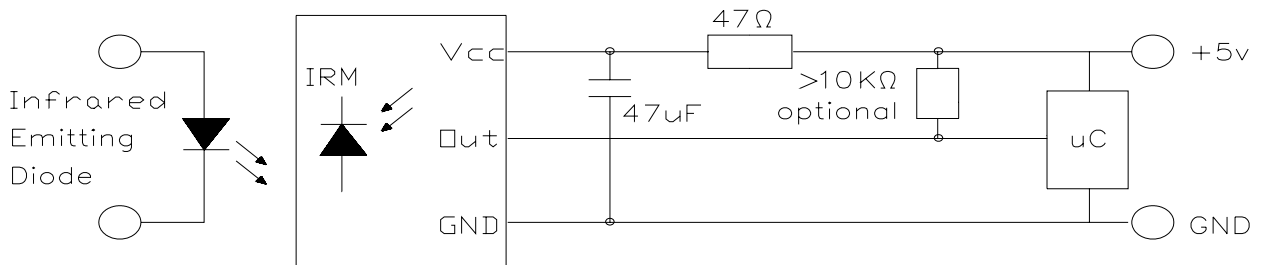 Infrared
Emitting
Diode
IRM
Vcc
Out
GND
47Ω
47uF
>10KΩ
optional
uC
+5v
GND